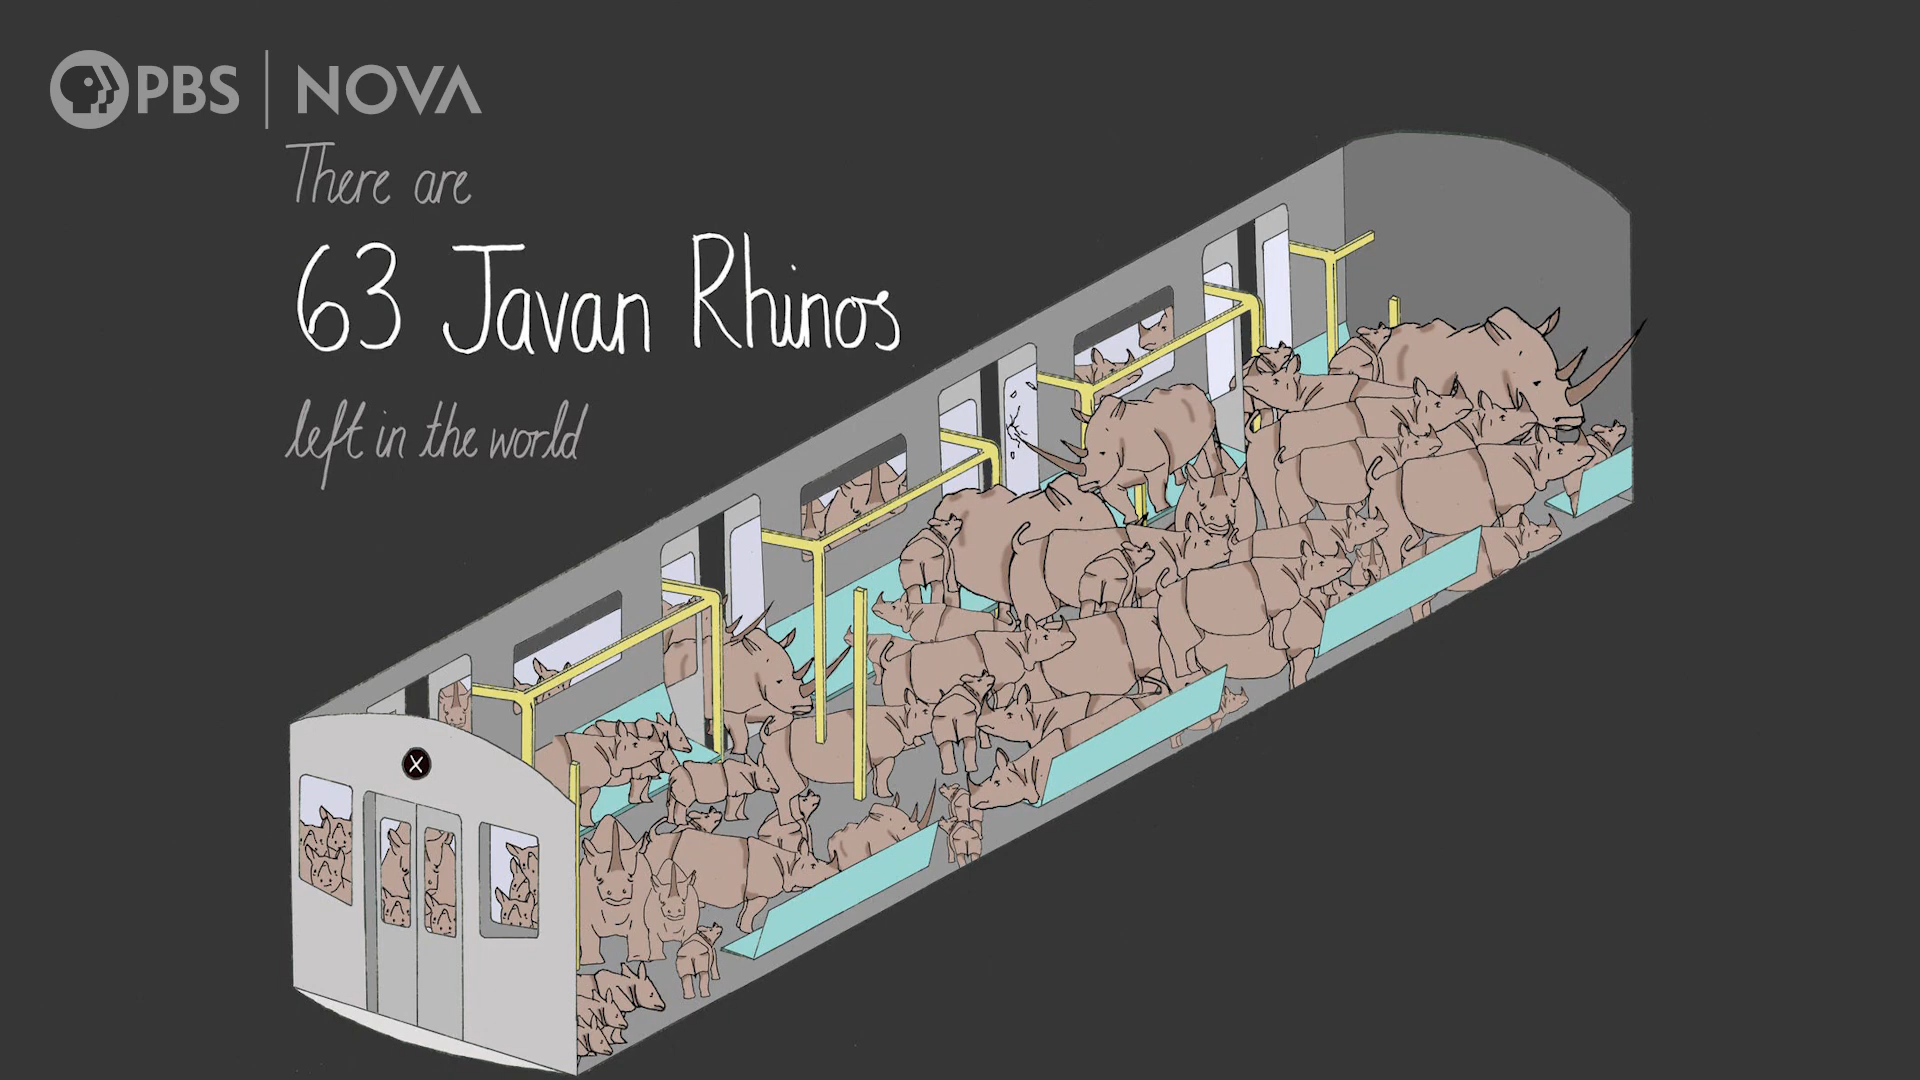 PBS | NOVA
There are
63 Javan Rhinos
left in the world
X